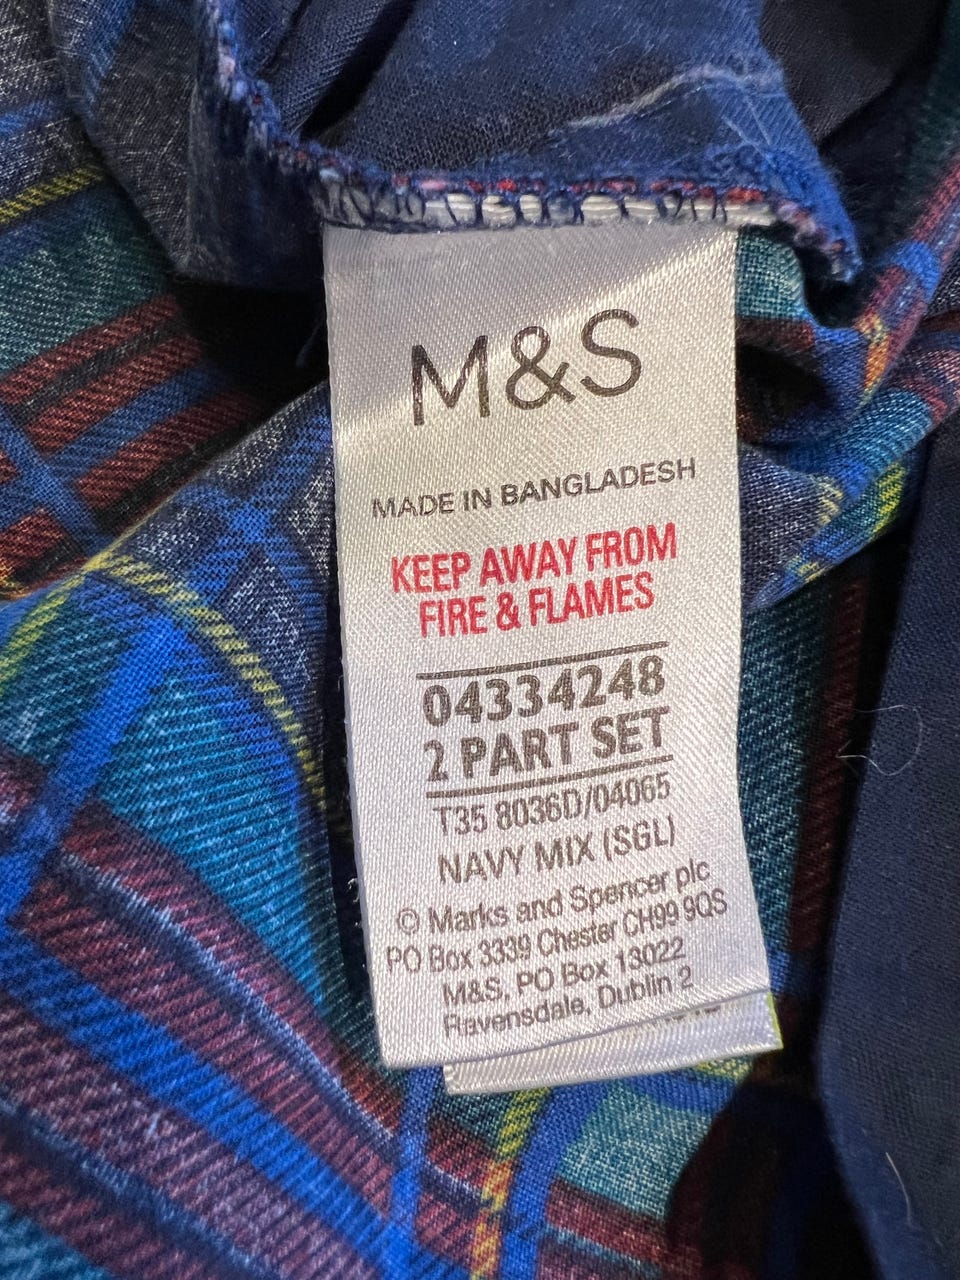 M&S
MADE IN BANGLADESH
KEEP AWAY FROM
FIRE & FLAMES
04334248
2 PART SET
T35 8036D/04065
NAVY MIX (SGL)
© Marks and Spencer plc
PO Box 3339 Chester CH99 9QS
M&S, PO Box 13022
Ravensdale, Dublin 2